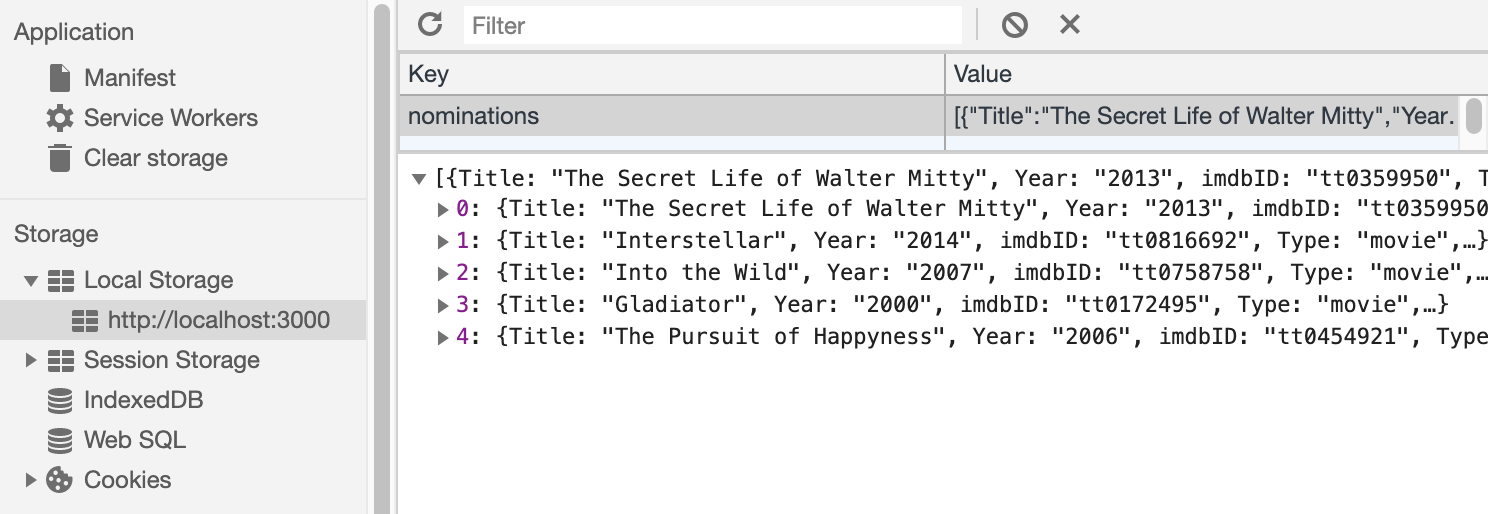 Application
Manifest
Service Workers
Clear storage
Storage
Local Storage
http://localhost:3000
Session Storage
IndexedDB
Web SQL
Cookies
Filter
Key Value
nominations [{"Title":"The Secret Life of Walter Mitty","Year.
[{Title: "The Secret Life of Walter Mitty", Year: "2013", imdbID: "tt0359950", T
0: {Title: "The Secret Life of Walter Mitty", Year: "2013", imdbID: "tt0359950
1: {Title: "Interstellar", Year: "2014", imdbID: "tt0816692", Type: "movie",…}
2: {Title: "Into the Wild", Year: "2007", imdbID: "tt0758758", Type: "movie",…
3: {Title: "Gladiator", Year: "2000", imdbID: "tt0172495", Type: "movie",…}
4: {Title: "The Pursuit of Happyness", Year: "2006", imdbID: "tt0454921", Type